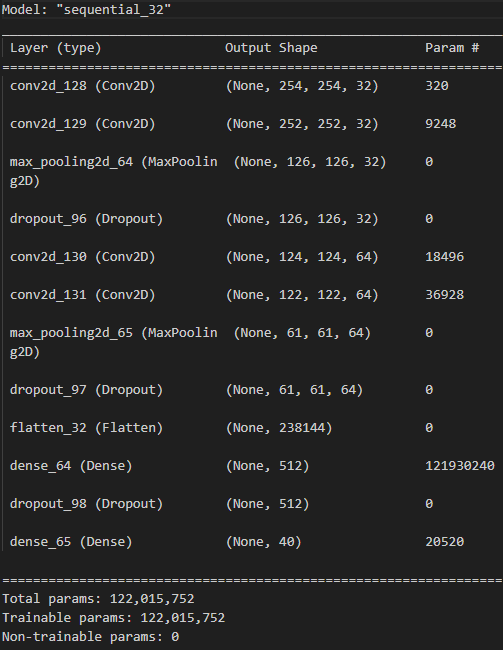 Model: "sequential_32"
Layer (type) Output Shape Param #
conv2d_128 (Conv2D) (None, 254, 254, 32) 320
conv2d_129 (Conv2D) (None, 252, 252, 32) 9248
max_pooling2d_64 (MaxPoolin (None, 126, 126, 32) 0
g2D)
dropout_96 (Dropout) (None, 126, 126, 32) 0
conv2d_130 (Conv2D) (None, 124, 124, 64) 18496
conv2d_131 (Conv2D) (None, 122, 122, 64) 36928
max_pooling2d_65 (MaxPoolin (None, 61, 61, 64) 0
g2D)
dropout_97 (Dropout) (None, 61, 61, 64) 0
flatten_32 (Flatten) (None, 238144) 0
dense_64 (Dense) (None, 512) 121930240
dropout_98 (Dropout) (None, 512) 0
dense_65 (Dense) (None, 40) 20520
Total params: 122,015,752
Trainable params: 122,015,752
Non-trainable params: 0